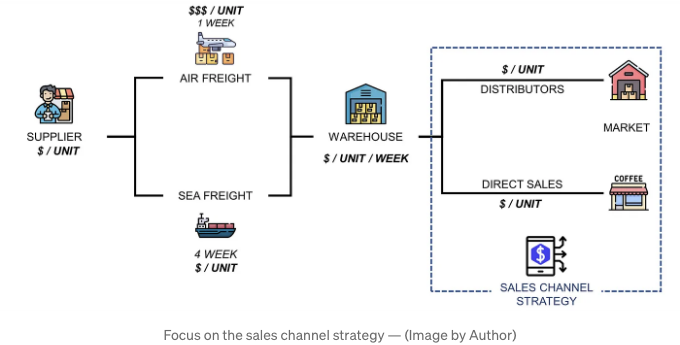 $$$ / UNIT
1 WEEK
AIR FREIGHT
SUPPLIER
$ / UNIT
SEA FREIGHT
4 WEEK
$ / UNIT
WAREHOUSE
$ / UNIT / WEEK
$ / UNIT
DISTRIBUTORS
MARKET
DIRECT SALES
$ / UNIT
COFFEE
$
SALES CHANNEL
STRATEGY
Focus on the sales channel strategy — (Image by Author)